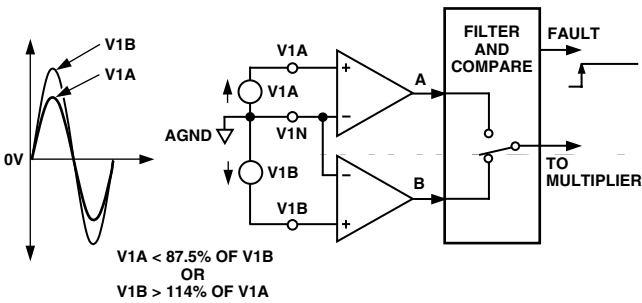 V1B
V1A
0V
V1A
V1A
AGND
V1N
V1B
V1B
A
B
FILTER
AND
COMPARE
FAULT
TO
MULTIPLIER
V1A < 87.5% OF V1B
OR
V1B > 114% OF V1A